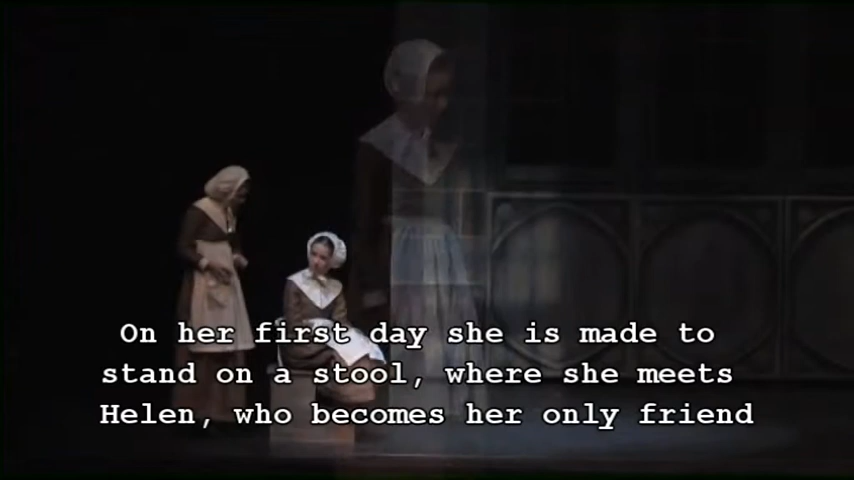 On her first day she is made to
stand on a stool, where she meets
Helen, who becomes her only friend